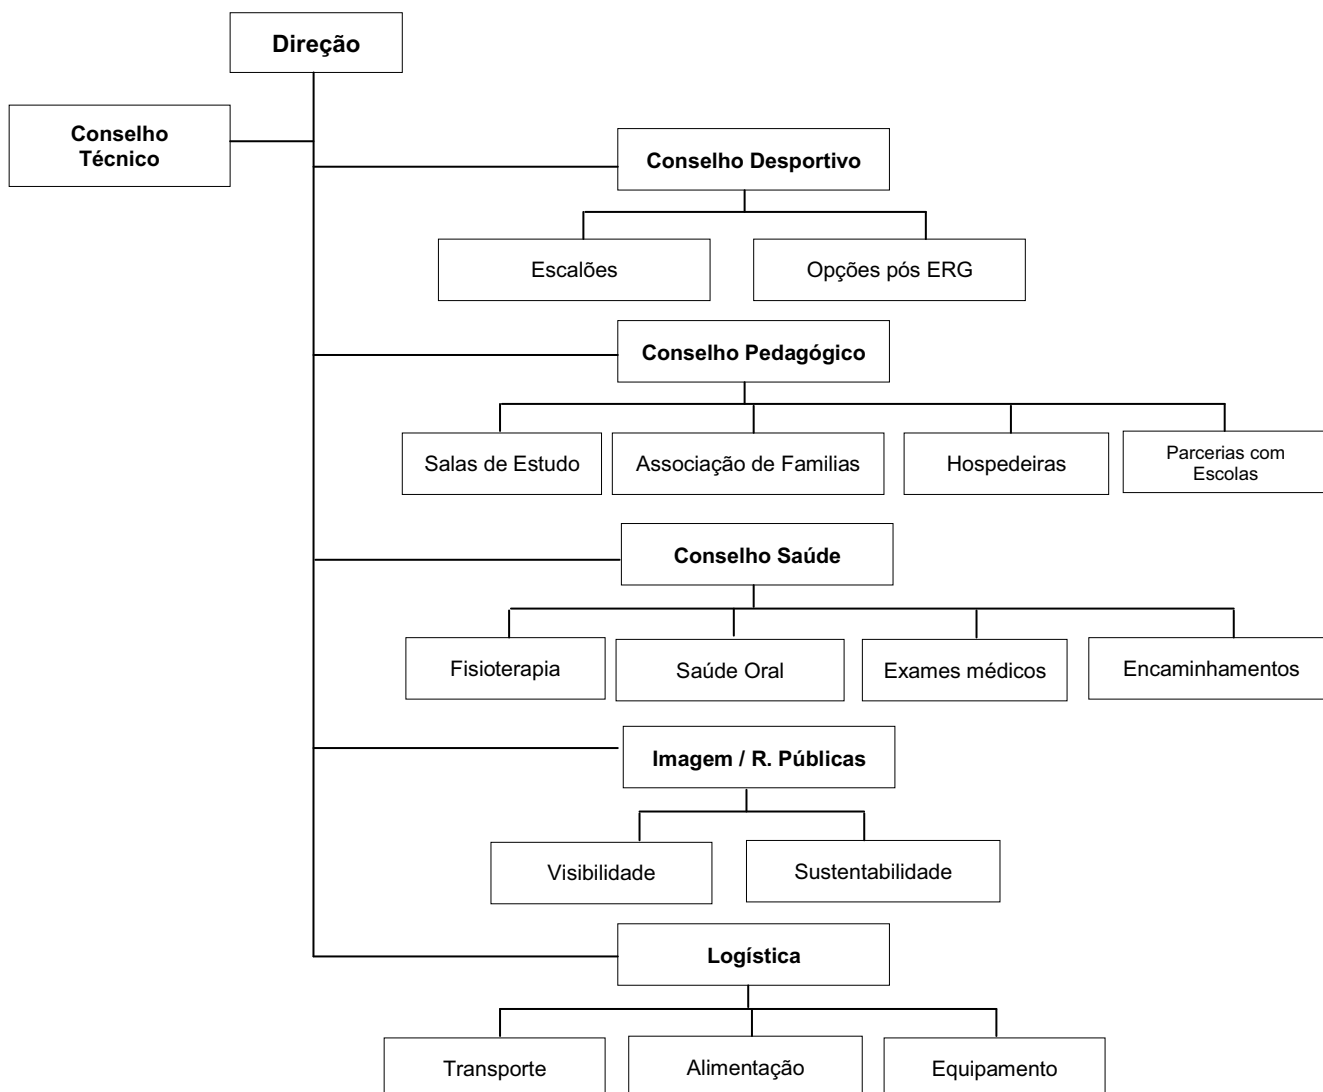 Direção
Conselho
Técnico
Conselho Desportivo
Escalões
Opções pós ERG
Conselho Pedagógico
Salas de Estudo
Associação de Familias
Hospedeiras
Parcerias com
Escolas
Conselho Saúde
Fisioterapia
Saúde Oral
Exames médicos
Encaminhamentos
Imagem / R. Públicas
Visibilidade
Sustentabilidade
Logística
Transporte
Alimentação
Equipamento